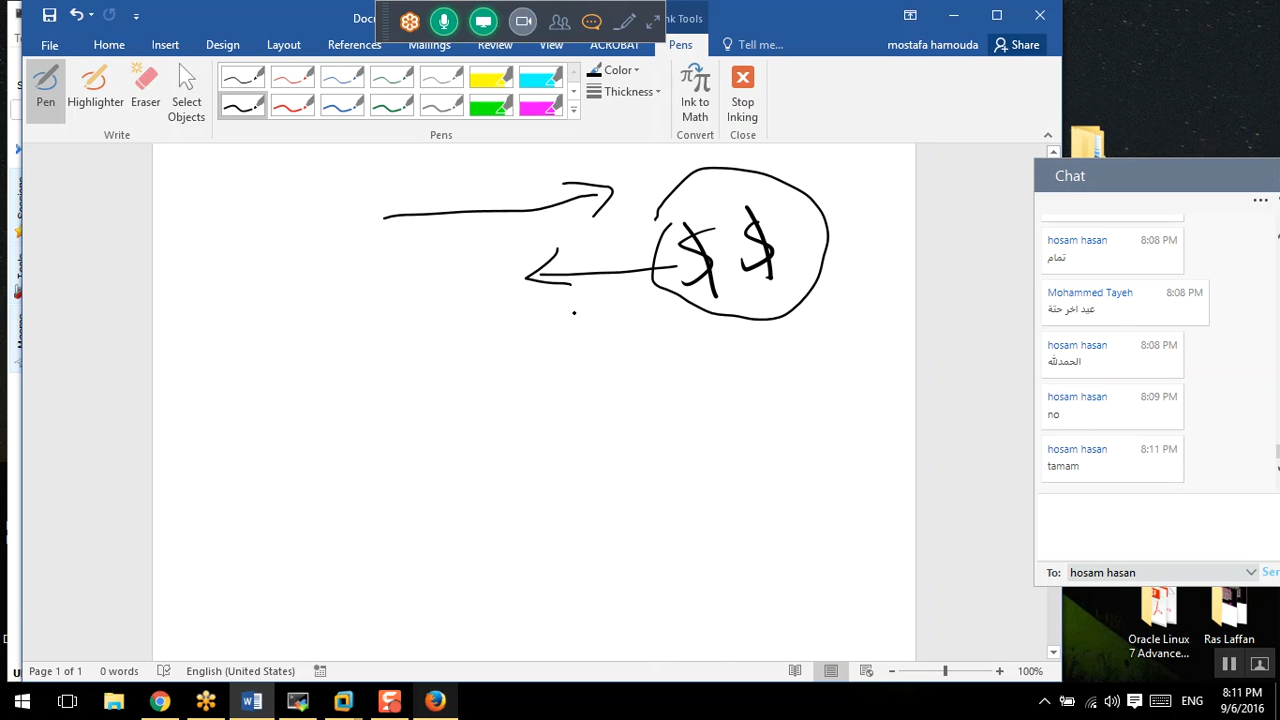 Doc
nk Tools
File
Home
Insert
Design
Layout
References
Mailings
Review
View
ACROBAT
Pens
Tell me...
mostafa hamouda
Share
Pen
Highlighter
Eraser
Select
Objects
Color
Thickness
Ink to
Math
Stop
Inking
Write
Pens
Convert
Close
$ $
Chat
hosam hasan 8:08 PM
تمام
Mohammed Tayeh 8:08 PM
عيد اخر حتة
hosam hasan 8:08 PM
الحمدلله
hosam hasan 8:09 PM
no
hosam hasan 8:11 PM
tamam
To: hosam hasan
Ser
Oracle Linux
7 Advance...
Ras Laffan
Page 1 of 1
0 words
English (United States)
100%
ENG
8:11 PM
9/6/2016